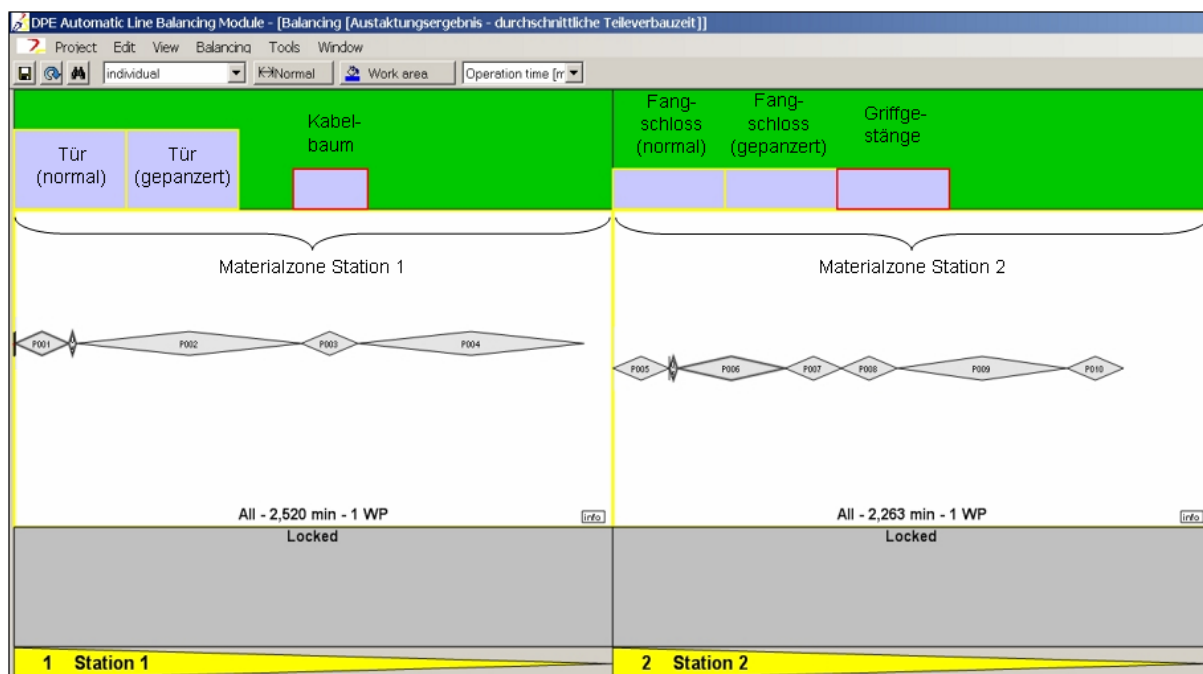 DPE Automatic Line Balancing Module - [Balancing [Austaktungsergebnis - durchschnittliche Teileverbauzeit]]
Project Edit View Balancing Tools Window
individual Normal Work area Operation time [m
Tür
(normal)
Tür
(gepanzert)
Kabel-
baum
Fang-
schloss
(normal)
Fang-
schloss
(gepanzert)
Griffge-
stänge
Materialzone Station 1
Materialzone Station 2
P001 P002 P003 P004
P005 P006 P007 P008 P009 P010
All - 2,520 min - 1 WP info
All - 2,263 min - 1 WP info
Locked
Locked
1 Station 1
2 Station 2